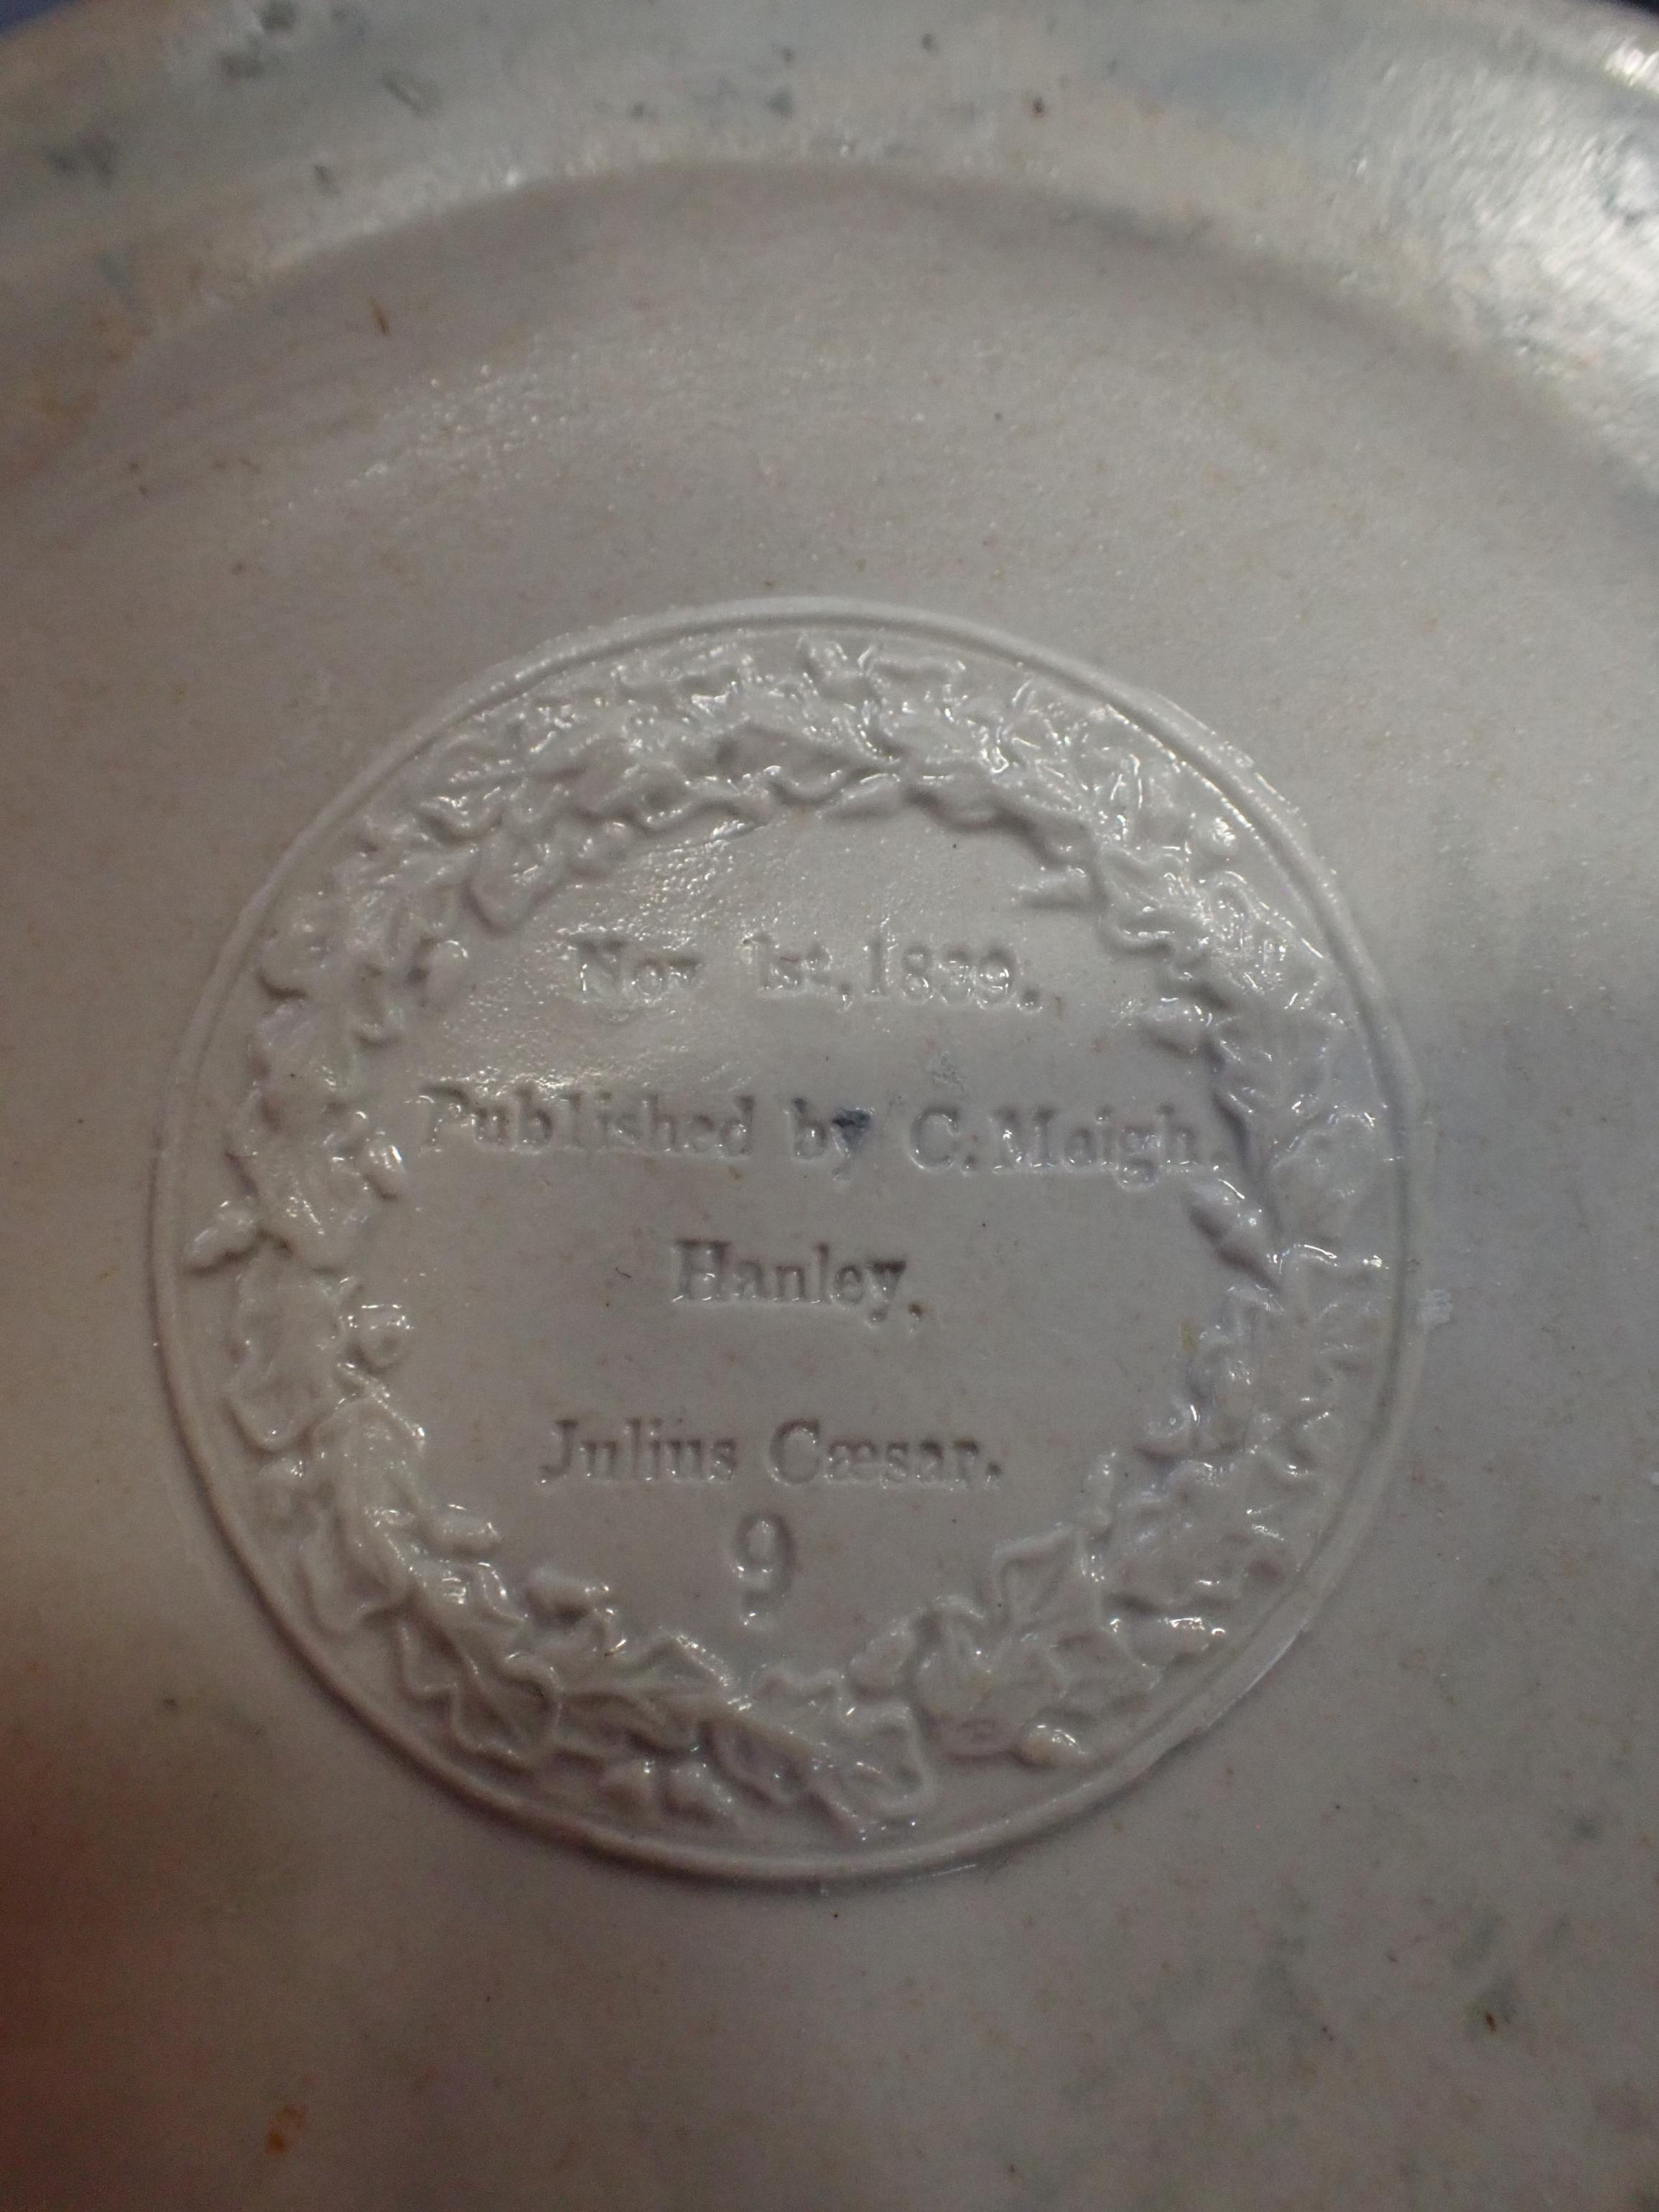 Nov 1st, 1839.
Published by C. Meigh.
Hanley.
Julius Cæsar.
9